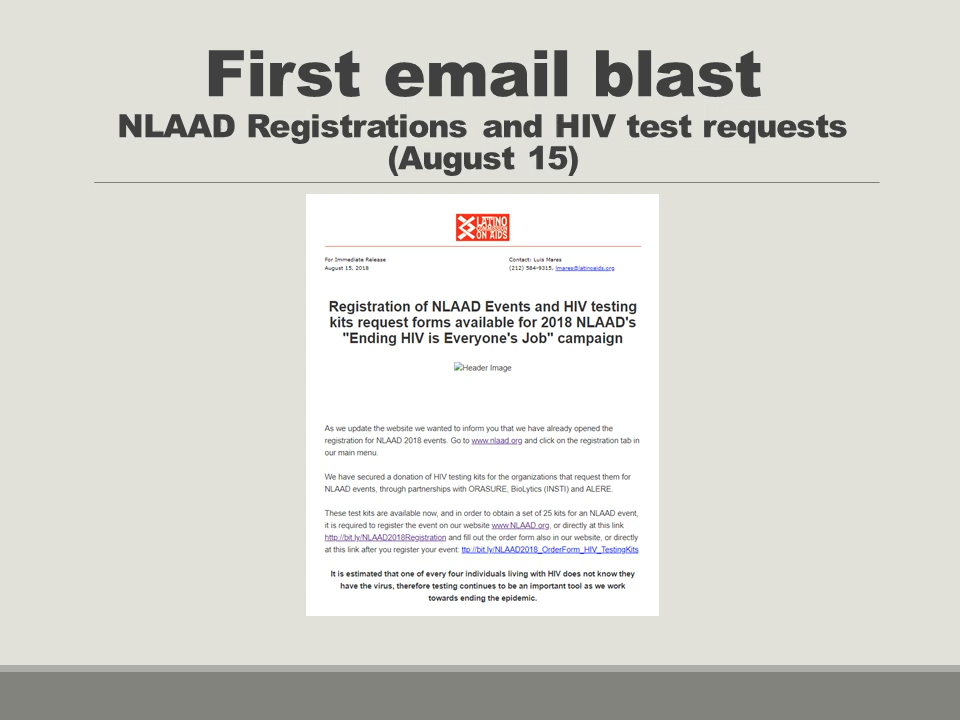 First email blast
NLAAD Registrations and HIV test requests
(August 15)
LATINO
COMMISSION
ON AIDS
For Immediate Release
Contact: Luis Mares
August 15, 2018
(212) 584-9315, lmares@latinoaids.org
Registration of NLAAD Events and HIV testing
kits request forms available for 2018 NLAAD's
"Ending HIV is Everyone's Job" campaign
Header Image
As we update the website we wanted to inform you that we have already opened the
registration for NLAAD 2018 events. Go to www.nlaad.org and click on the registration tab in
our main menu.
We have secured a donation of HIV testing kits for the organizations that request them for
NLAAD events, through partnerships with ORASURE, BioLytics (INSTI) and ALERE.
These test kits are available now, and in order to obtain a set of 25 kits for an NLAAD event,
it is required to register the event on our website www.NLAAD.org, or directly at this link
http://bit.ly/NLAAD2018Registration and fill out the order form also in our website, or directly
at this link after you register your event: ttp://bit.ly/NLAAD2018_OrderForm_HIV_TestingKits
It is estimated that one of every four individuals living with HIV does not know they
have the virus, therefore testing continues to be an important tool as we work
towards ending the epidemic.